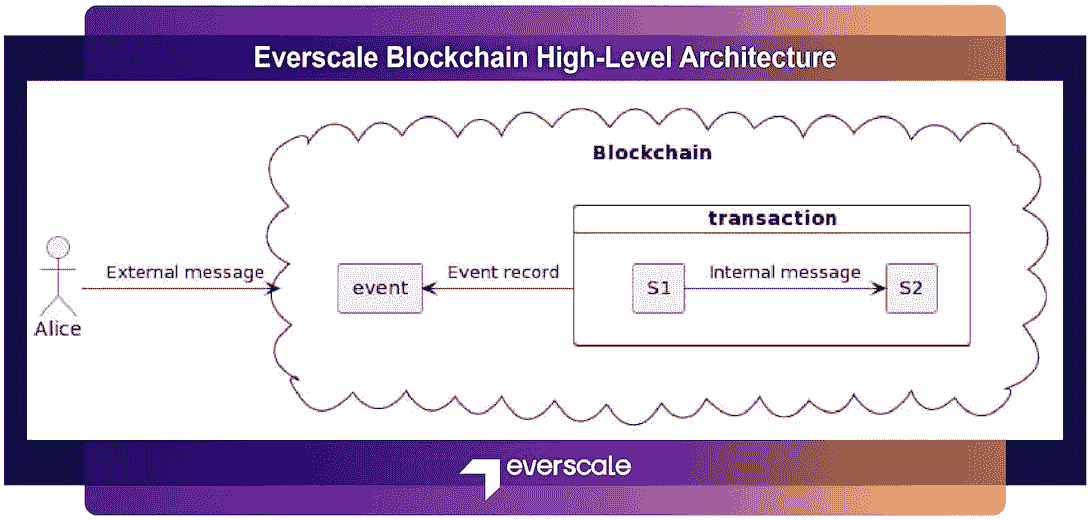 Everscale Blockchain High-Level Architecture
Blockchain
transaction
External message
Event record
Internal message
event
S1
S2
Alice
everscale